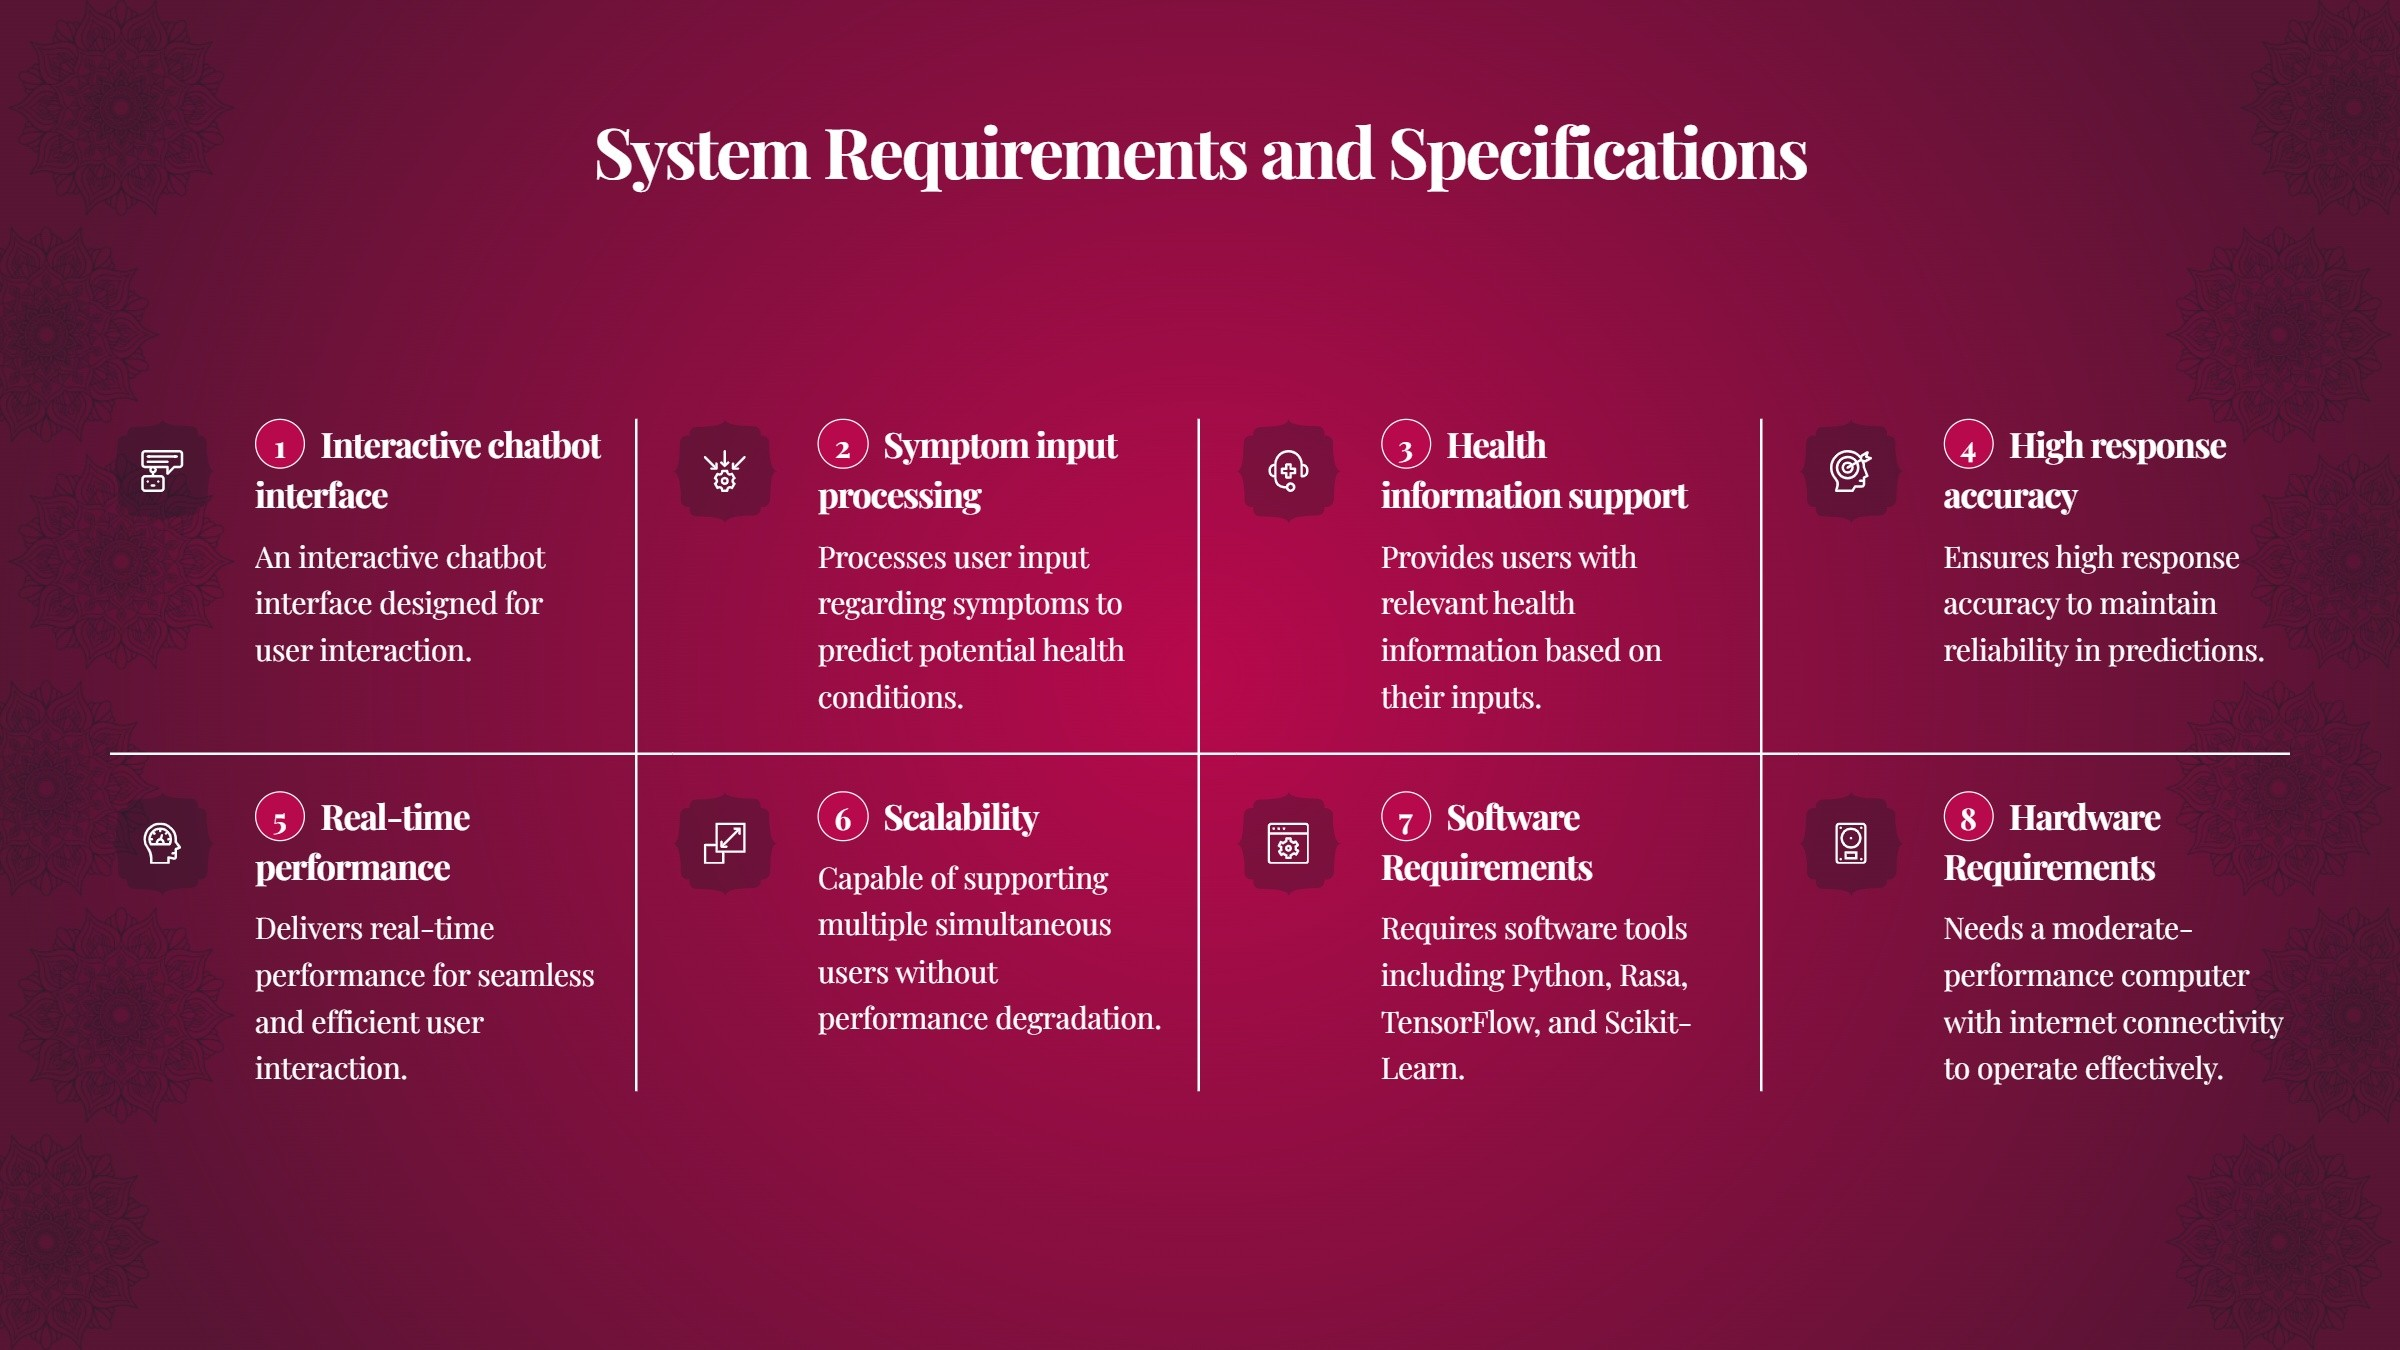 System Requirements and Specifications
1 Interactive chatbot
interface
An interactive chatbot
interface designed for
user interaction.
2 Symptom input
processing
Processes user input
regarding symptoms to
predict potential health
conditions.
3 Health
information support
Provides users with
relevant health
information based on
their inputs.
4 High response
accuracy
Ensures high response
accuracy to maintain
reliability in predictions.
5 Real-time
performance
Delivers real-time
performance for seamless
and efficient user
interaction.
6 Scalability
Capable of supporting
multiple simultaneous
users without
performance degradation.
7 Software
Requirements
Requires software tools
including Python, Rasa,
TensorFlow, and Scikit-
Learn.
8 Hardware
Requirements
Needs a moderate-
performance computer
with internet connectivity
to operate effectively.